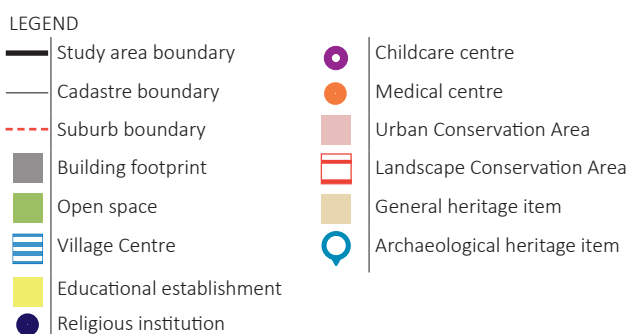 LEGEND
Study area boundary
Cadastre boundary
Suburb boundary
Building footprint
Open space
Village Centre
Educational establishment
Religious institution
Childcare centre
Medical centre
Urban Conservation Area
Landscape Conservation Area
General heritage item
Archaeological heritage item